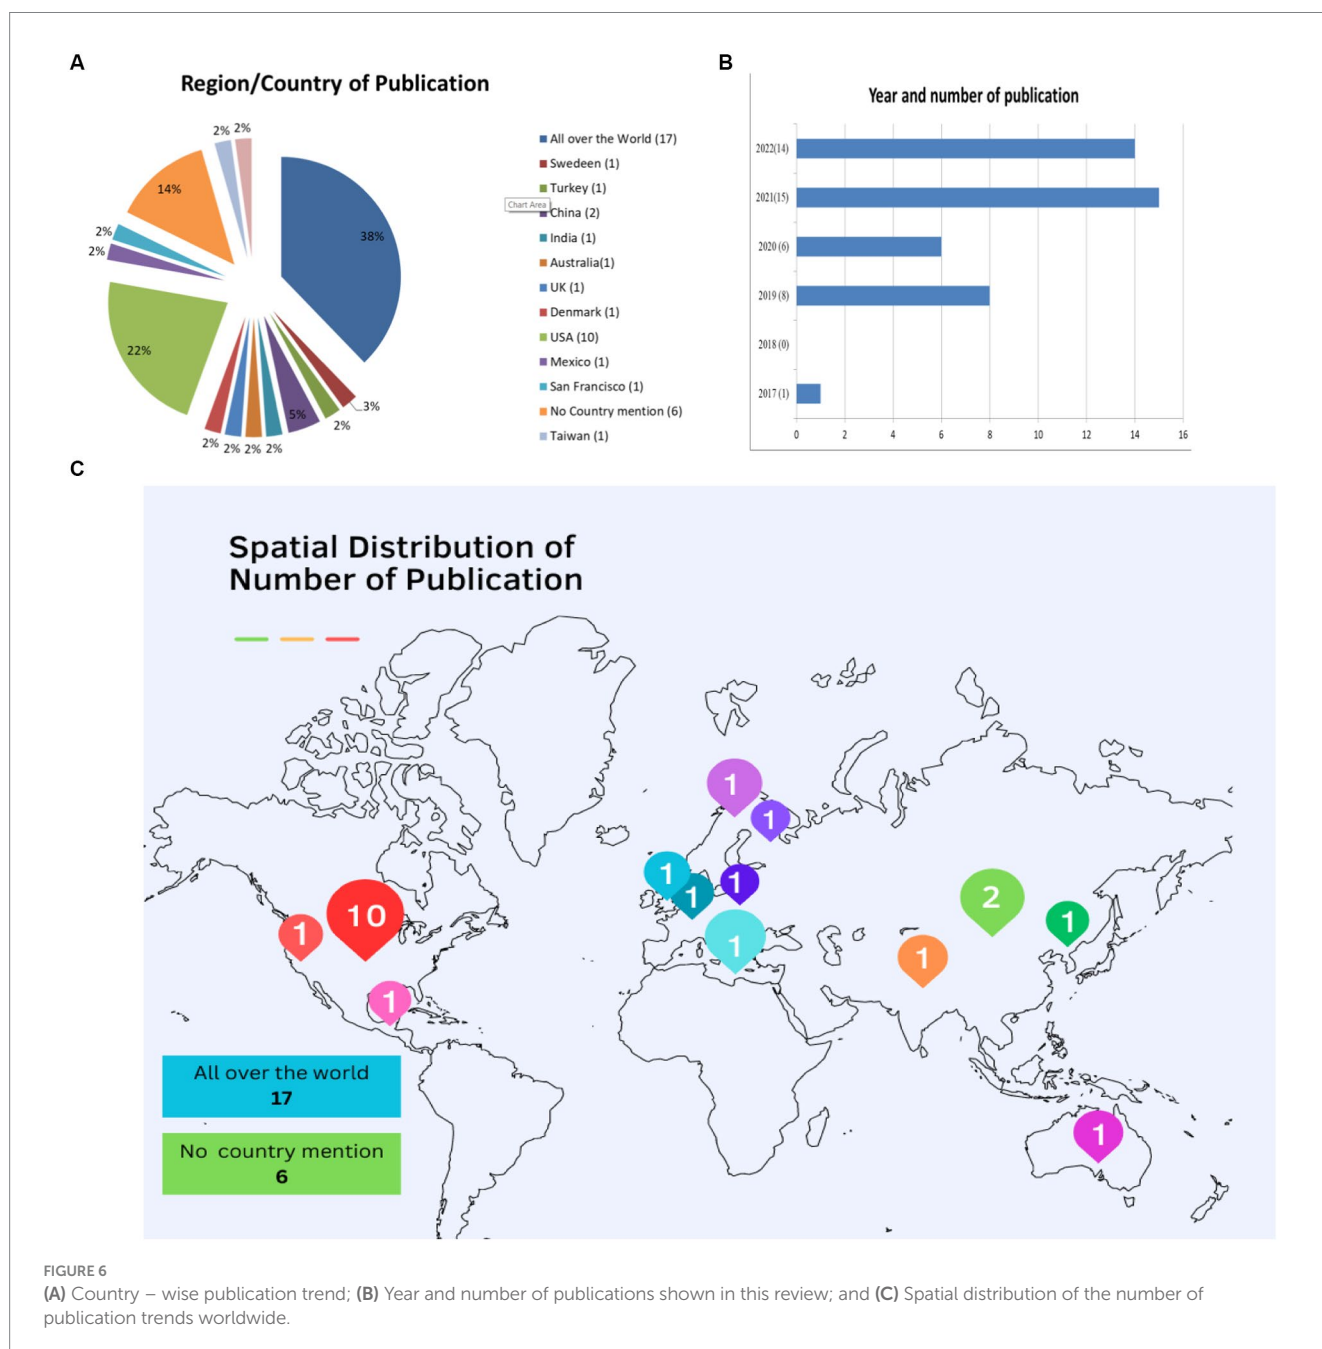 A
Region/Country of Publication
2%
2%
14%
38%
2%
2%
22%
5%
3%
2%
2%
2%
2%
2%
All over the World (17)
Swedeen (1)
Turkey (1)
Chart Area
China (2)
India (1)
Australia(1)
UK (1)
Denmark (1)
USA (10)
Mexico (1)
San Francisco (1)
No Country mention (6)
Taiwan (1)
B
Year and number of publication
2022(14)
2021(15)
2020 (6)
2019 (8)
2018 (0)
2017 (1)
0 2 4 6 8 10 12 14 16
C
Spatial Distribution of
Number of Publication
1
1
1
1
1
1
10
1
1
2
1
1
1
All over the world
17
No country mention
6
FIGURE 6
(A) Country – wise publication trend; (B) Year and number of publications shown in this review; and (C) Spatial distribution of the number of
publication trends worldwide.